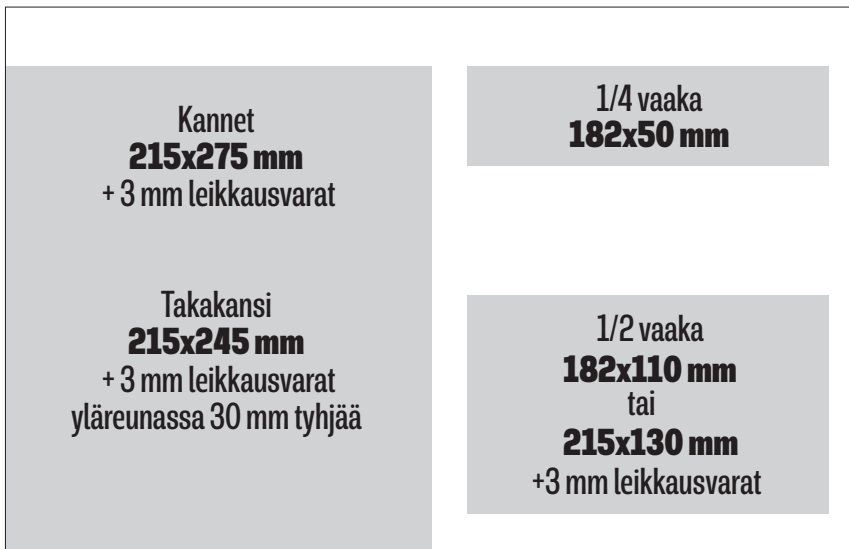 Kannet
215x275 mm
+ 3 mm leikkausvarat
Takakansi
215x245 mm
+ 3 mm leikkausvarat
yläreunassa 30 mm tyhjää
1/4 vaaka
182x50 mm
1/2 vaaka
182x110 mm
tai
215x130 mm
+3 mm leikkausvarat